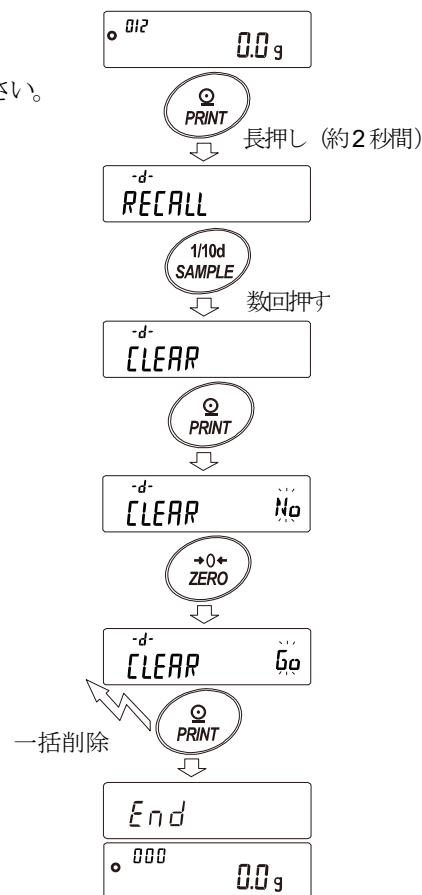 012
0.0 g
さい。
PRINT
長押し（約2秒間）
-d-
RECALL
1/10d
SAMPLE
数回押す
-d-
CLEAR
PRINT
-d-
CLEAR No
→0←
ZERO
-d-
CLEAR Go
一括削除
PRINT
End
000
0.0 g